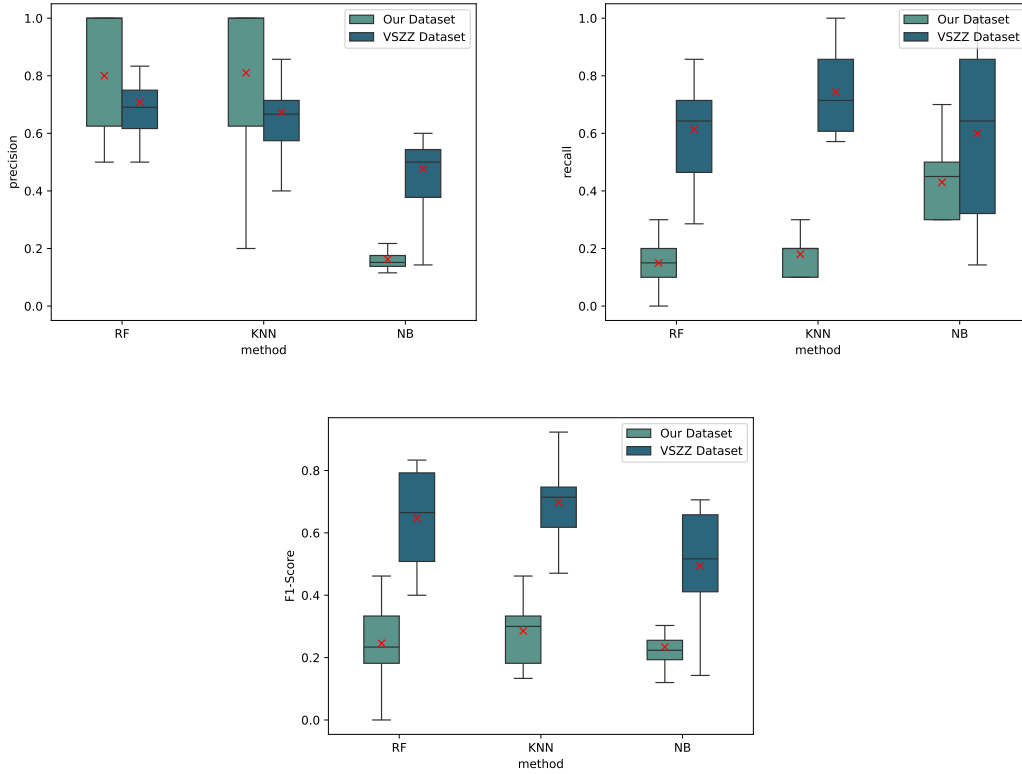 Our Dataset
VSZZ Dataset
precision
1.0
0.8
0.6
0.4
0.2
0.0
RF
KNN
NB
method
Our Dataset
VSZZ Dataset
recall
1.0
0.8
0.6
0.4
0.2
0.0
RF
KNN
NB
method
Our Dataset
VSZZ Dataset
F1-Score
0.8
0.6
0.4
0.2
0.0
RF
KNN
NB
method